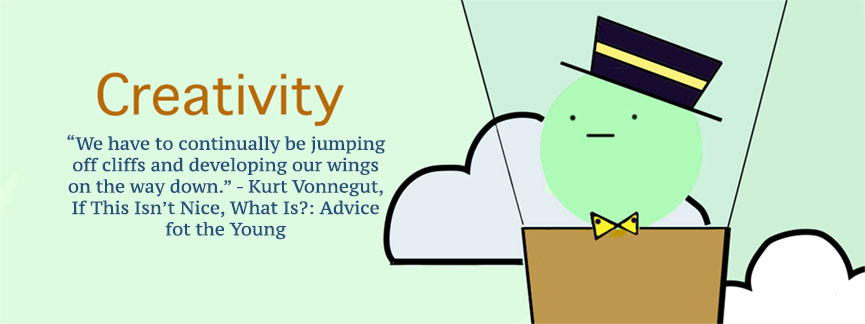 Creativity
“We have to continually be jumping
off cliffs and developing our wings
on the way down.” - Kurt Vonnegut,
If This Isn’t Nice, What Is?: Advice
fot the Young